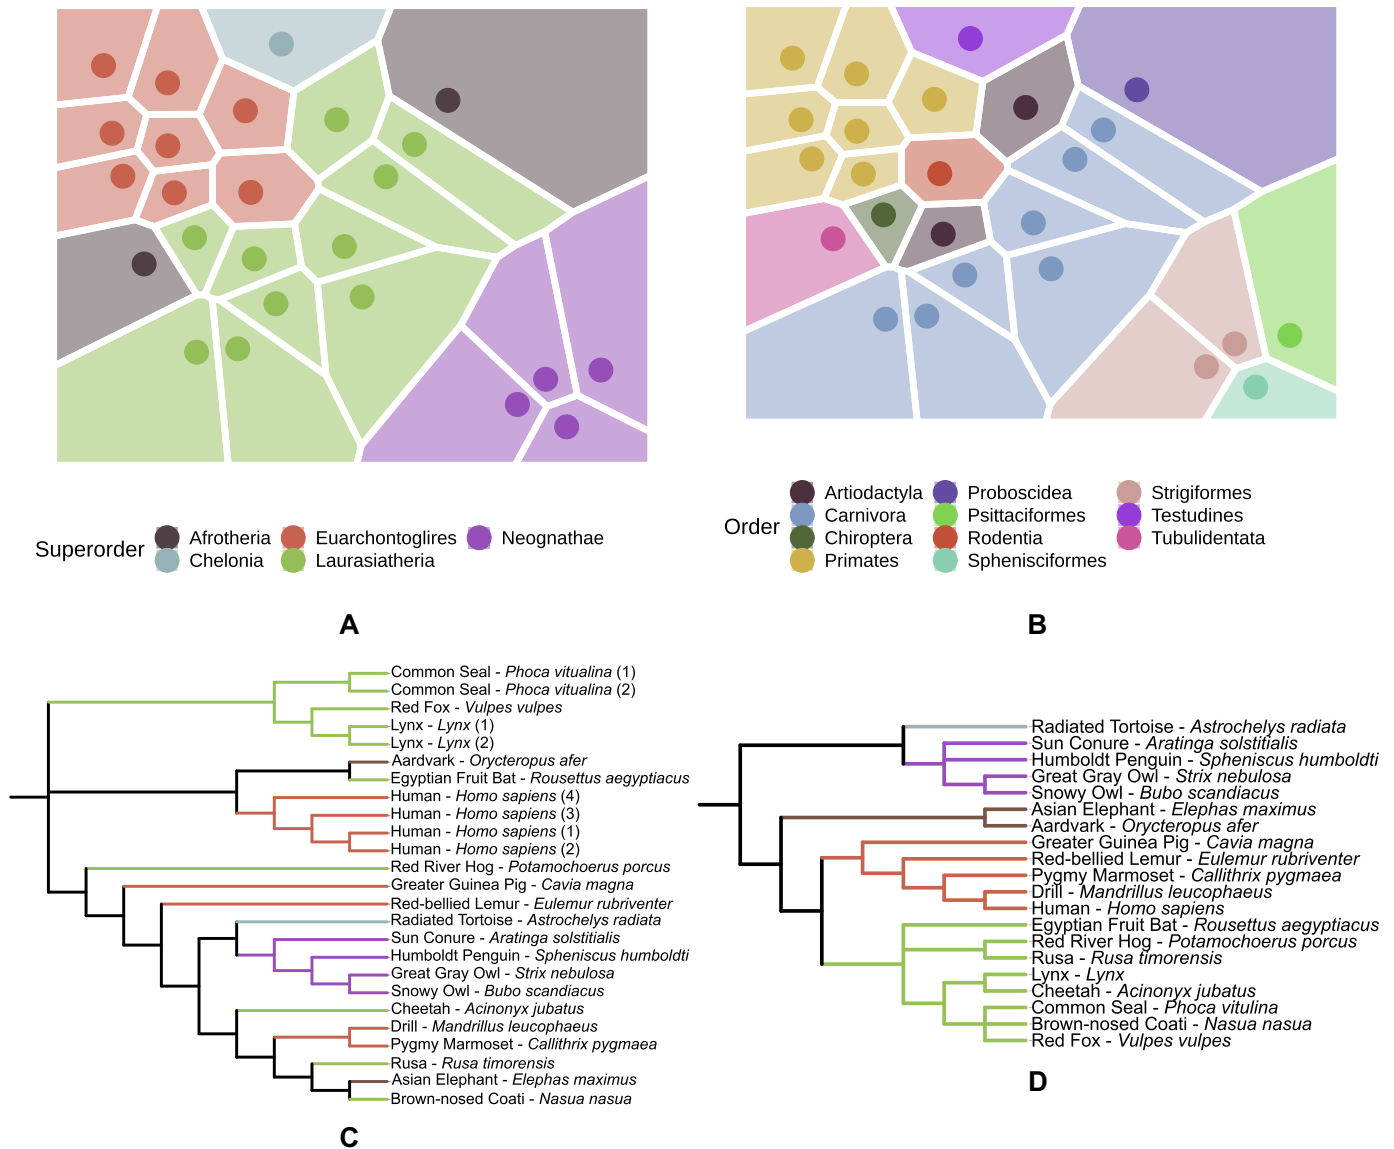 Superorder
Afrotheria
Euarchontoglires
Neognathae
Chelonia
Laurasiatheria
A
Order
Artiodactyla
Proboscidea
Strigiformes
Carnivora
Psittaciformes
Testudines
Chiroptera
Rodentia
Tubulidentata
Primates
Sphenisciformes
B
Common Seal - Phoca vitualina (1)
Common Seal - Phoca vitualina (2)
Red Fox - Vulpes vulpes
Lynx - Lynx (1)
Lynx - Lynx (2)
Aardvark - Orycteropus afer
Egyptian Fruit Bat - Rousettus aegyptiacus
Human - Homo sapiens (4)
Human - Homo sapiens (3)
Human - Homo sapiens (1)
Human - Homo sapiens (2)
Red River Hog - Potamochoerus porcus
Greater Guinea Pig - Cavia magna
Red-bellied Lemur - Eulemur rubriventer
Radiated Tortoise - Astrochelys radiata
Sun Conure - Aratinga solstitialis
Humboldt Penguin - Spheniscus humboldti
Great Gray Owl - Strix nebulosa
Snowy Owl - Bubo scandiacus
Cheetah - Acinonyx jubatus
Drill - Mandrillus leucophaeus
Pygmy Marmoset - Callithrix pygmaea
Rusa - Rusa timorensis
Asian Elephant - Elephas maximus
Brown-nosed Coati - Nasua nasua
C
Radiated Tortoise - Astrochelys radiata
Sun Conure - Aratinga solstitialis
Humboldt Penguin - Spheniscus humboldti
Great Gray Owl - Strix nebulosa
Snowy Owl - Bubo scandiacus
Asian Elephant - Elephas maximus
Aardvark - Orycteropus afer
Greater Guinea Pig - Cavia magna
Red-bellied Lemur - Eulemur rubriventer
Pygmy Marmoset - Callithrix pygmaea
Drill - Mandrillus leucophaeus
Human - Homo sapiens
Egyptian Fruit Bat - Rousettus aegyptiacus
Red River Hog - Potamochoerus porcus
Rusa - Rusa timorensis
Lynx - Lynx
Cheetah - Acinonyx jubatus
Common Seal - Phoca vitulina
Brown-nosed Coati - Nasua nasua
Red Fox - Vulpes vulpes
D